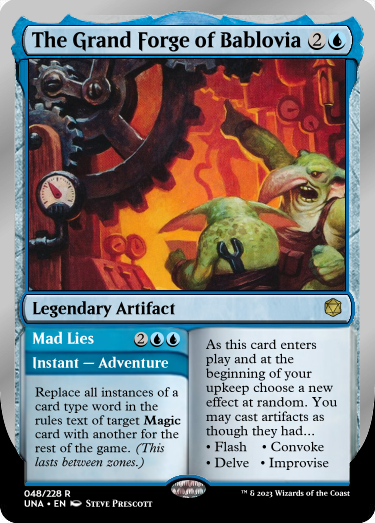 The Grand Forge of Bablovia 2
Legendary Artifact
Mad Lies 2
Instant — Adventure
Replace all instances of a
card type word in the
rules text of target Magic
card with another for the
rest of the game. (This
lasts between zones.)
As this card enters
play and at the
beginning of your
upkeep choose a new
effect at random. You
may cast artifacts as
though they had...
• Flash • Convoke
• Delve • Improvise
048/228 R
UNA • EN Steve Prescott
™ & © 2023 Wizards of the Coast